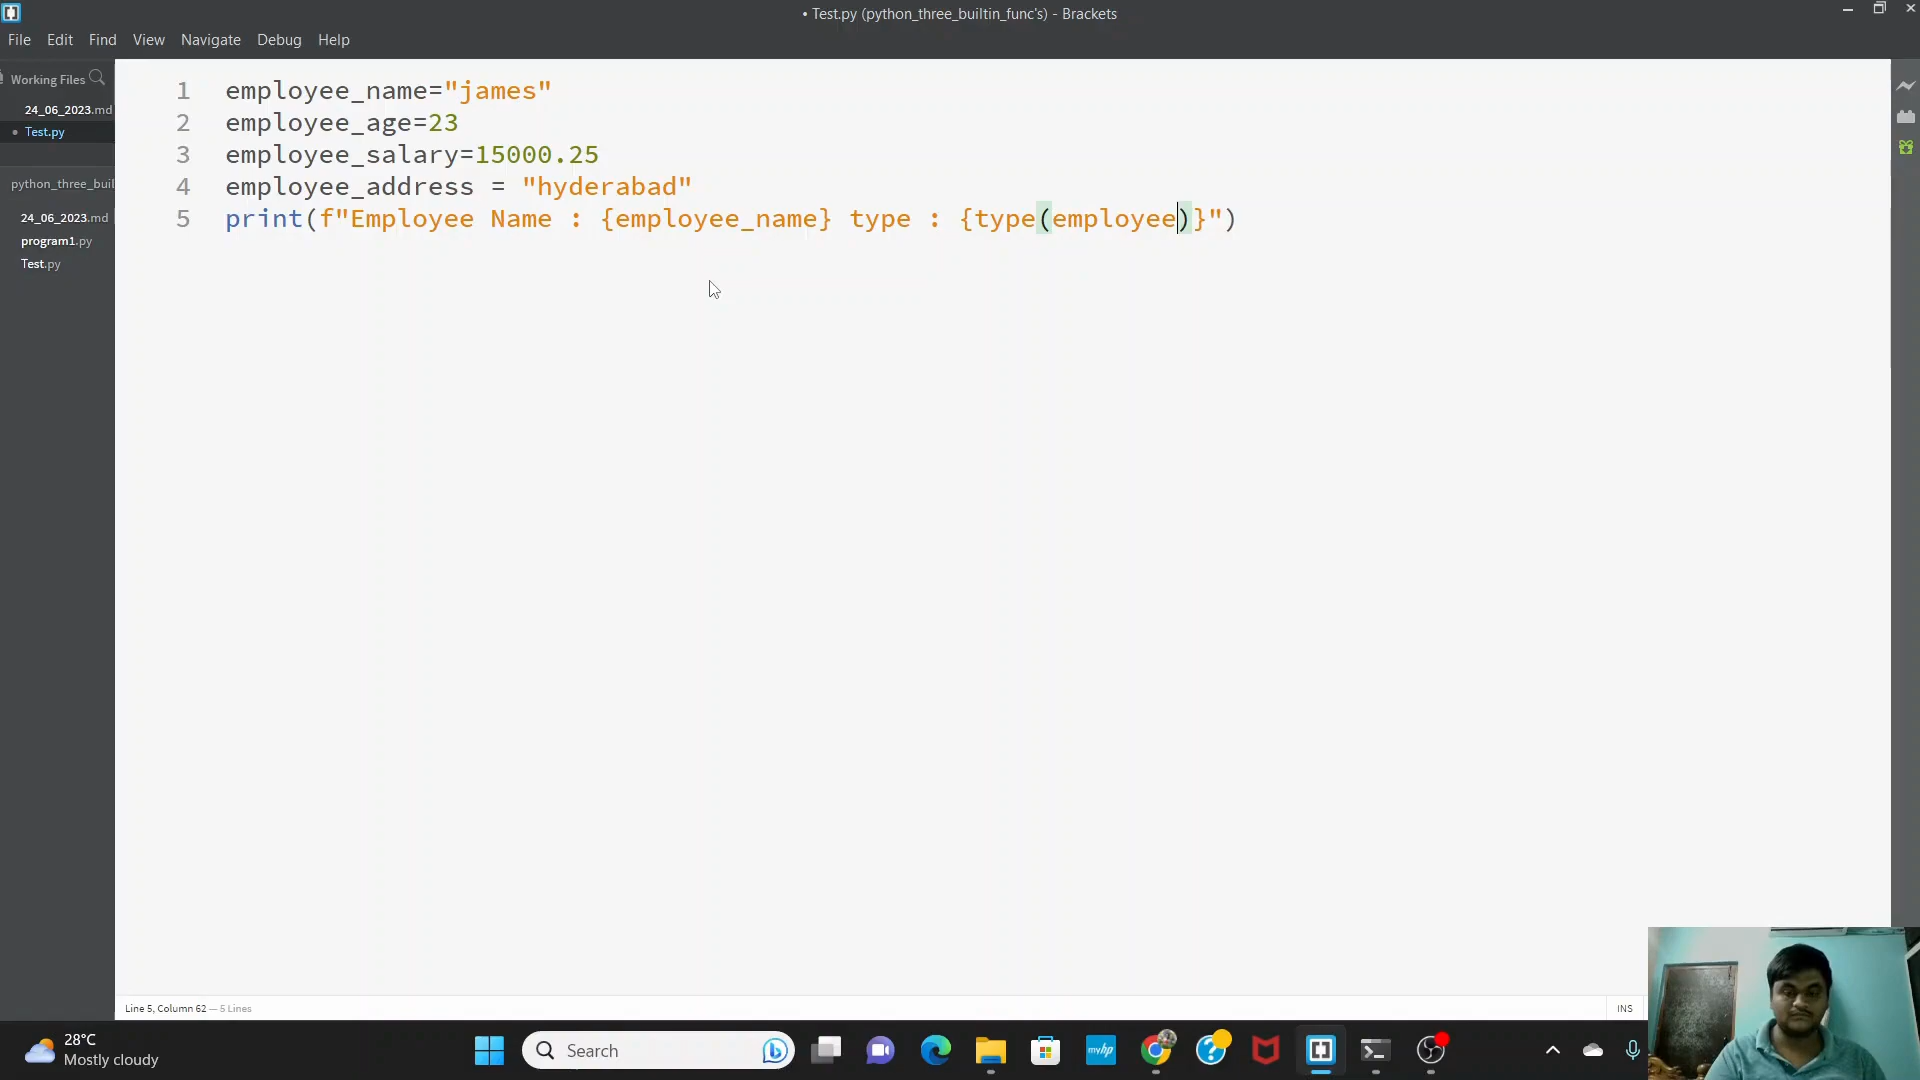 • Test.py (python_three_builtin_func's) - Brackets
File Edit Find View Navigate Debug Help
Working Files
24_06_2023.md
• Test.py
python_three_buil
24_06_2023.md
program1.py
Test.py
1 employee_name="james"
2 employee_age=23
3 employee_salary=15000.25
4 employee_address = "hyderabad"
5 print(f"Employee Name : {employee_name} type : {type(employee)}")
Line 5, Column 62 — 5 Lines
INS
28°C
Mostly cloudy
Search
myhp